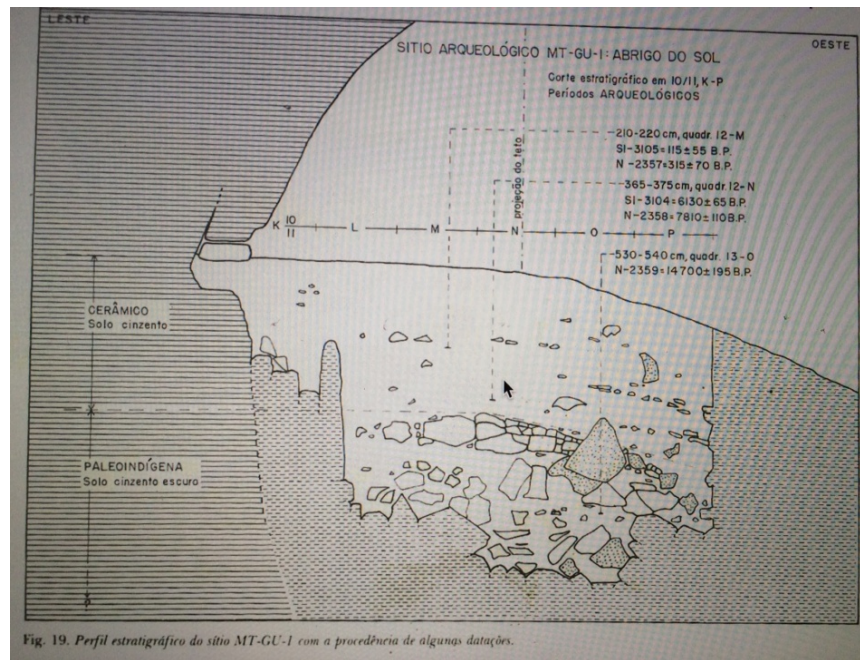 LESTE
OESTE
SITIO ARQUEOLÓGICO MT-GU-1: ABRIGO DO SOL
Corte estratigráfico em 10/11, K-P
Períodos ARQUEOLÓGICOS
210-220 cm, quadr. 12-M
SI-3105=115±55 B.P.
N-2357=315±70 B.P.
projeção do teto
365-375cm, quadr. 12-N
SI-3104=6130±65 B.P.
N-2358=7810±110B.P.
K 10/11 L M N O P
530-540 cm, quadr. 13-O
N-2359=14700±195 B.P.
CERÂMICO
Solo cinzento
PALEOINDÍGENA
Solo cinzento escuro
?
Fig. 19. Perfil estratigráfico do sítio MT-GU-1 com a procedência de algumas datações.